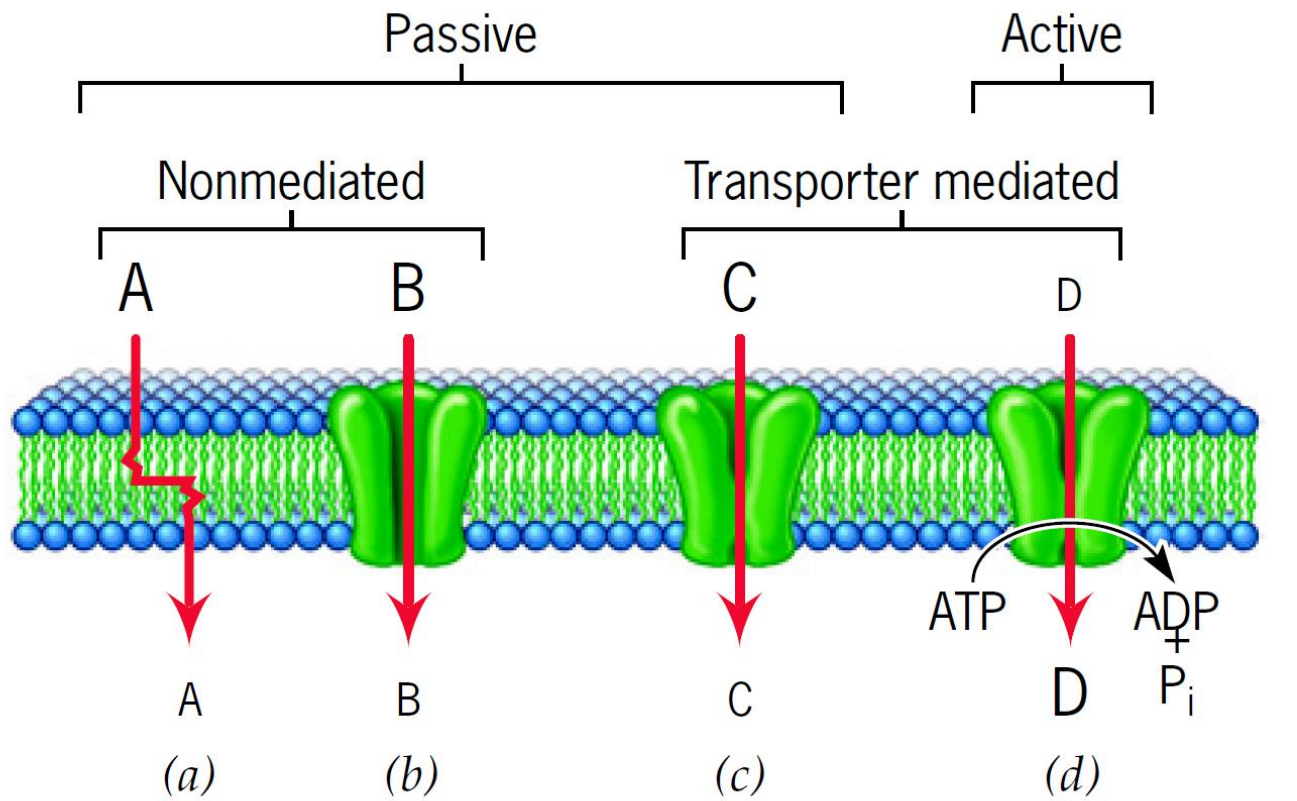 Passive Active
Nonmediated Transporter mediated
A B C D
ATP ADP
+
A B C D Pi
(a) (b) (c) (d)